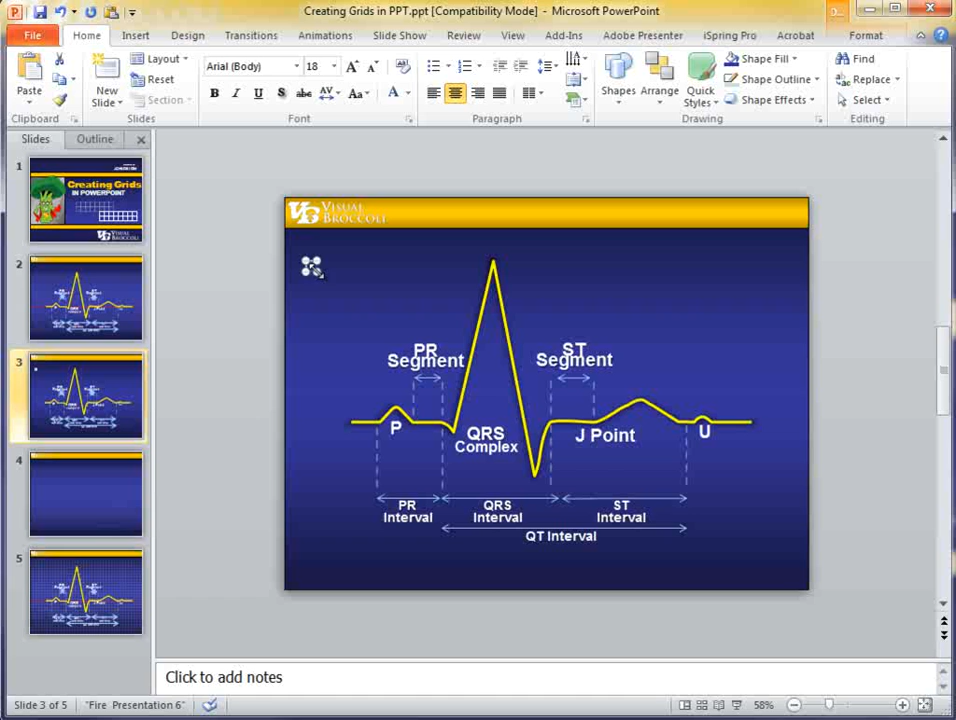 Creating Grids in PPT.ppt [Compatibility Mode] - Microsoft PowerPoint
File Home Insert Design Transitions Animations Slide Show Review View Add-Ins Adobe Presenter iSpring Pro Acrobat Format
Paste
New
Slide
Layout
Reset
Section
Arial (Body) 18
B I U S abc AV Aa A
Shapes Arrange Quick
Styles
Shape Fill
Shape Outline
Shape Effects
Find
Replace
Select
Clipboard Slides Font Paragraph Drawing Editing
Slides Outline
1
Creating Grids
IN POWERPOINT
VISUAL
BROCCOLI
2
3
4
5
VISUAL
BROCCOLI
PR
Segment
ST
Segment
P
QRS
Complex
J Point
U
PR
Interval
QRS
Interval
ST
Interval
QT Interval
Click to add notes
Slide 3 of 5 "Fire Presentation 6" 58%